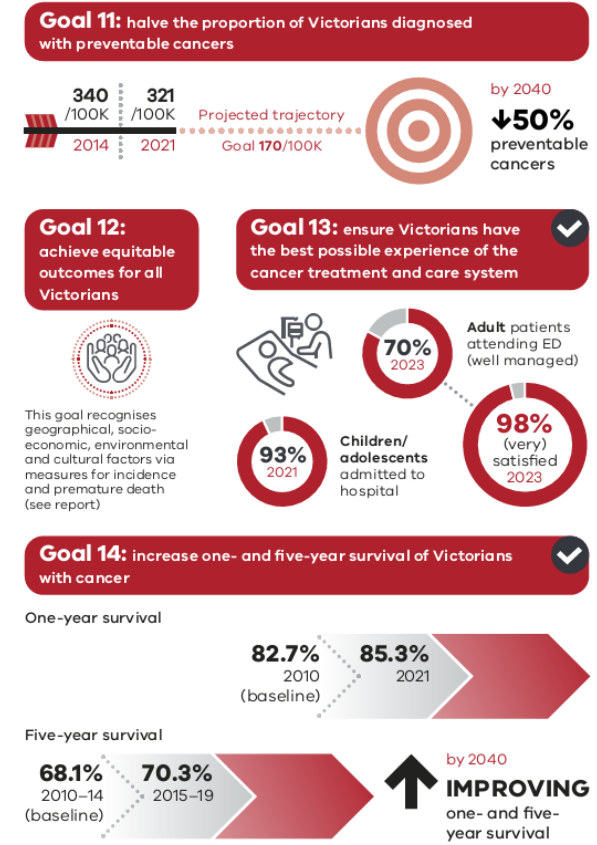 Goal 11: halve the proportion of Victorians diagnosed
with preventable cancers
340
/100K
2014
321
/100K
2021
Projected trajectory
Goal 170/100K
by 2040
↓50%
preventable
cancers
Goal 12:
achieve equitable
outcomes for all
Victorians
This goal recognises
geographical, socio-
economic, environmental
and cultural factors via
measures for incidence
and premature death
(see report)
Goal 13: ensure Victorians have
the best possible experience of the
cancer treatment and care system
70%
2023
Adult patients
attending ED
(well managed)
98%
(very)
satisfied
2023
93%
2021
Children/
adolescents
admitted to
hospital
Goal 14: increase one- and five-year survival of Victorians
with cancer
One-year survival
82.7%
2010
(baseline)
85.3%
2021
Five-year survival
68.1%
2010–14
(baseline)
70.3%
2015–19
by 2040
IMPROVING
one- and five-
year survival